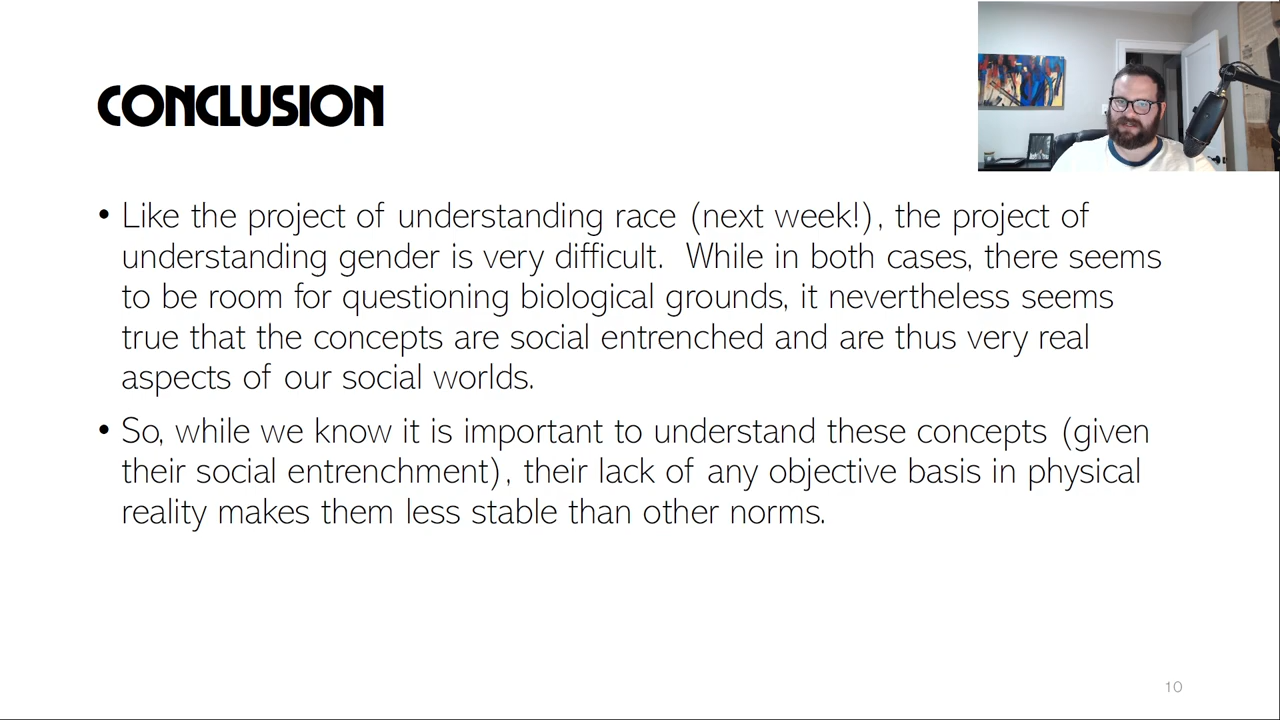 CONCLUSION
• Like the project of understanding race (next week!), the project of
understanding gender is very difficult.  While in both cases, there seems
to be room for questioning biological grounds, it nevertheless seems
true that the concepts are social entrenched and are thus very real
aspects of our social worlds.
• So, while we know it is important to understand these concepts (given
their social entrenchment), their lack of any objective basis in physical
reality makes them less stable than other norms.
10